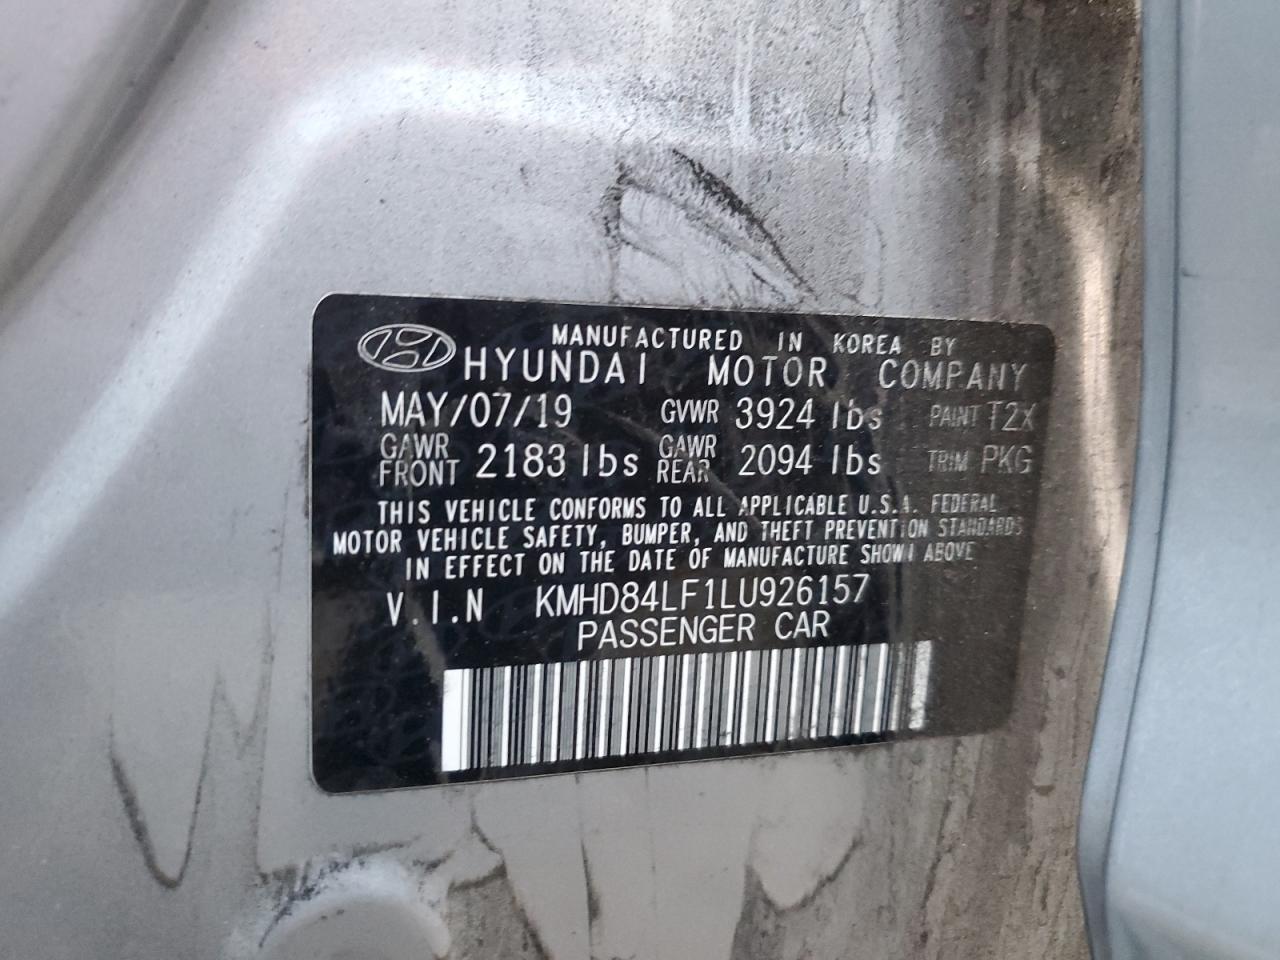 MANUFACTURED IN KOREA BY
HYUNDAI MOTOR COMPANY
MAY/07/19 GVWR 3924 lbs PAINT T2X
GAWR FRONT 2183 lbs GAWR REAR 2094 lbs TRIM PKG
THIS VEHICLE CONFORMS TO ALL APPLICABLE U.S.A. FEDERAL
MOTOR VEHICLE SAFETY, BUMPER, AND THEFT PREVENTION STANDARDS
IN EFFECT ON THE DATE OF MANUFACTURE SHOWN ABOVE
V.I.N KMHD84LF1LU926157
PASSENGER CAR